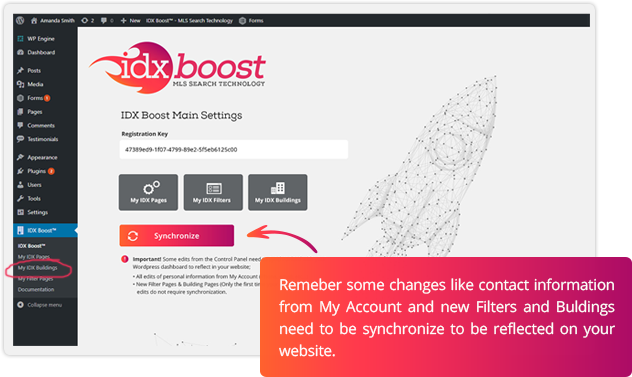 Amanda Smith 2 0 + New IDX Boost™ - MLS Search Technology Forms
WP Engine
Dashboard
Posts
Media
Forms 1
Pages
Comments
Testimonials
Appearance
Plugins 2
Users
Tools
Settings
IDX Boost™
IDX Boost™
My IDX Pages
My IDX Buildings
My Filter Pages
Documentation
Collapse menu
idxboost
MLS SEARCH TECHNOLOGY
IDX Boost Main Settings
Registration Key
47389ed9-1f07-4799-89e2-5f5eb6125c00
My IDX Pages
My IDX Filters
My IDX Buildings
Synchronize
Important! Some edits from the Control Panel need
Wordpress dashboard to reflect in your website;
• All edits of personal information from My Account
• New Filter Pages & Building Pages (Only the first tim
edits do not require synchronization.
Remeber some changes like contact information
from My Account and new Filters and Buldings
need to be synchronize to be reflected on your
website.